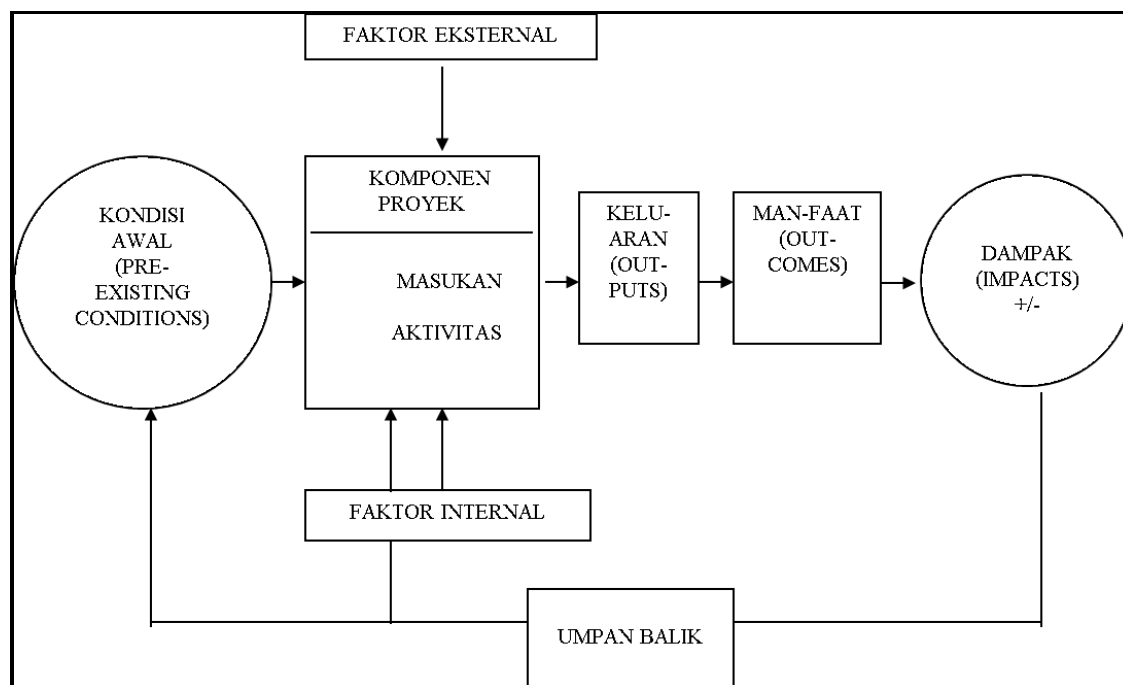 FAKTOR EKSTERNAL
KONDISI
AWAL
(PRE-
EXISTING
CONDITIONS)
KOMPONEN
PROYEK
MASUKAN
AKTIVITAS
KELU-
ARAN
(OUT-
PUTS)
MAN-FAAT
(OUT-
COMES)
DAMPAK
(IMPACTS)
+/-
FAKTOR INTERNAL
UMPAN BALIK